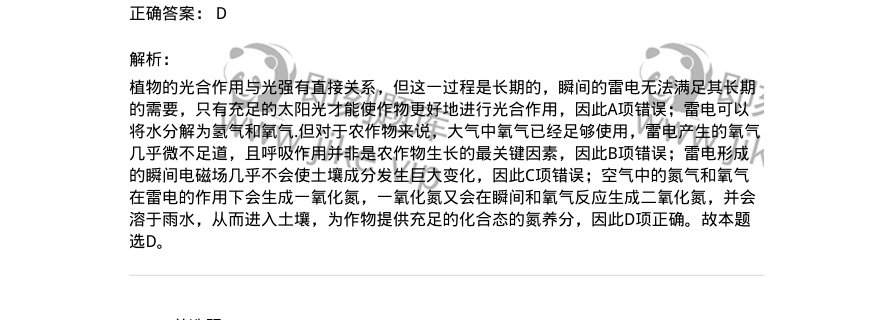 正确答案： D
解析：
植物的光合作用与光强有直接关系，但这一过程是长期的，瞬间的雷电无法满足其长期
的需要，只有充足的太阳光才能使作物更好地进行光合作用，因此A项错误；雷电可以
将水分解为氢气和氧气.但对于农作物来说，大气中氧气已经足够使用，雷电产生的氧气
几乎微不足道，且呼吸作用并非是农作物生长的最关键因素，因此B项错误；雷电形成
的瞬间电磁场几乎不会使土壤成分发生巨大变化，因此C项错误；空气中的氮气和氧气
在雷电的作用下会生成一氧化氮，一氧化氮又会在瞬间和氧气反应生成二氧化氮，并会
溶于雨水，从而进入土壤，为作物提供充足的化合态的氮养分，因此D项正确。故本题
选D。